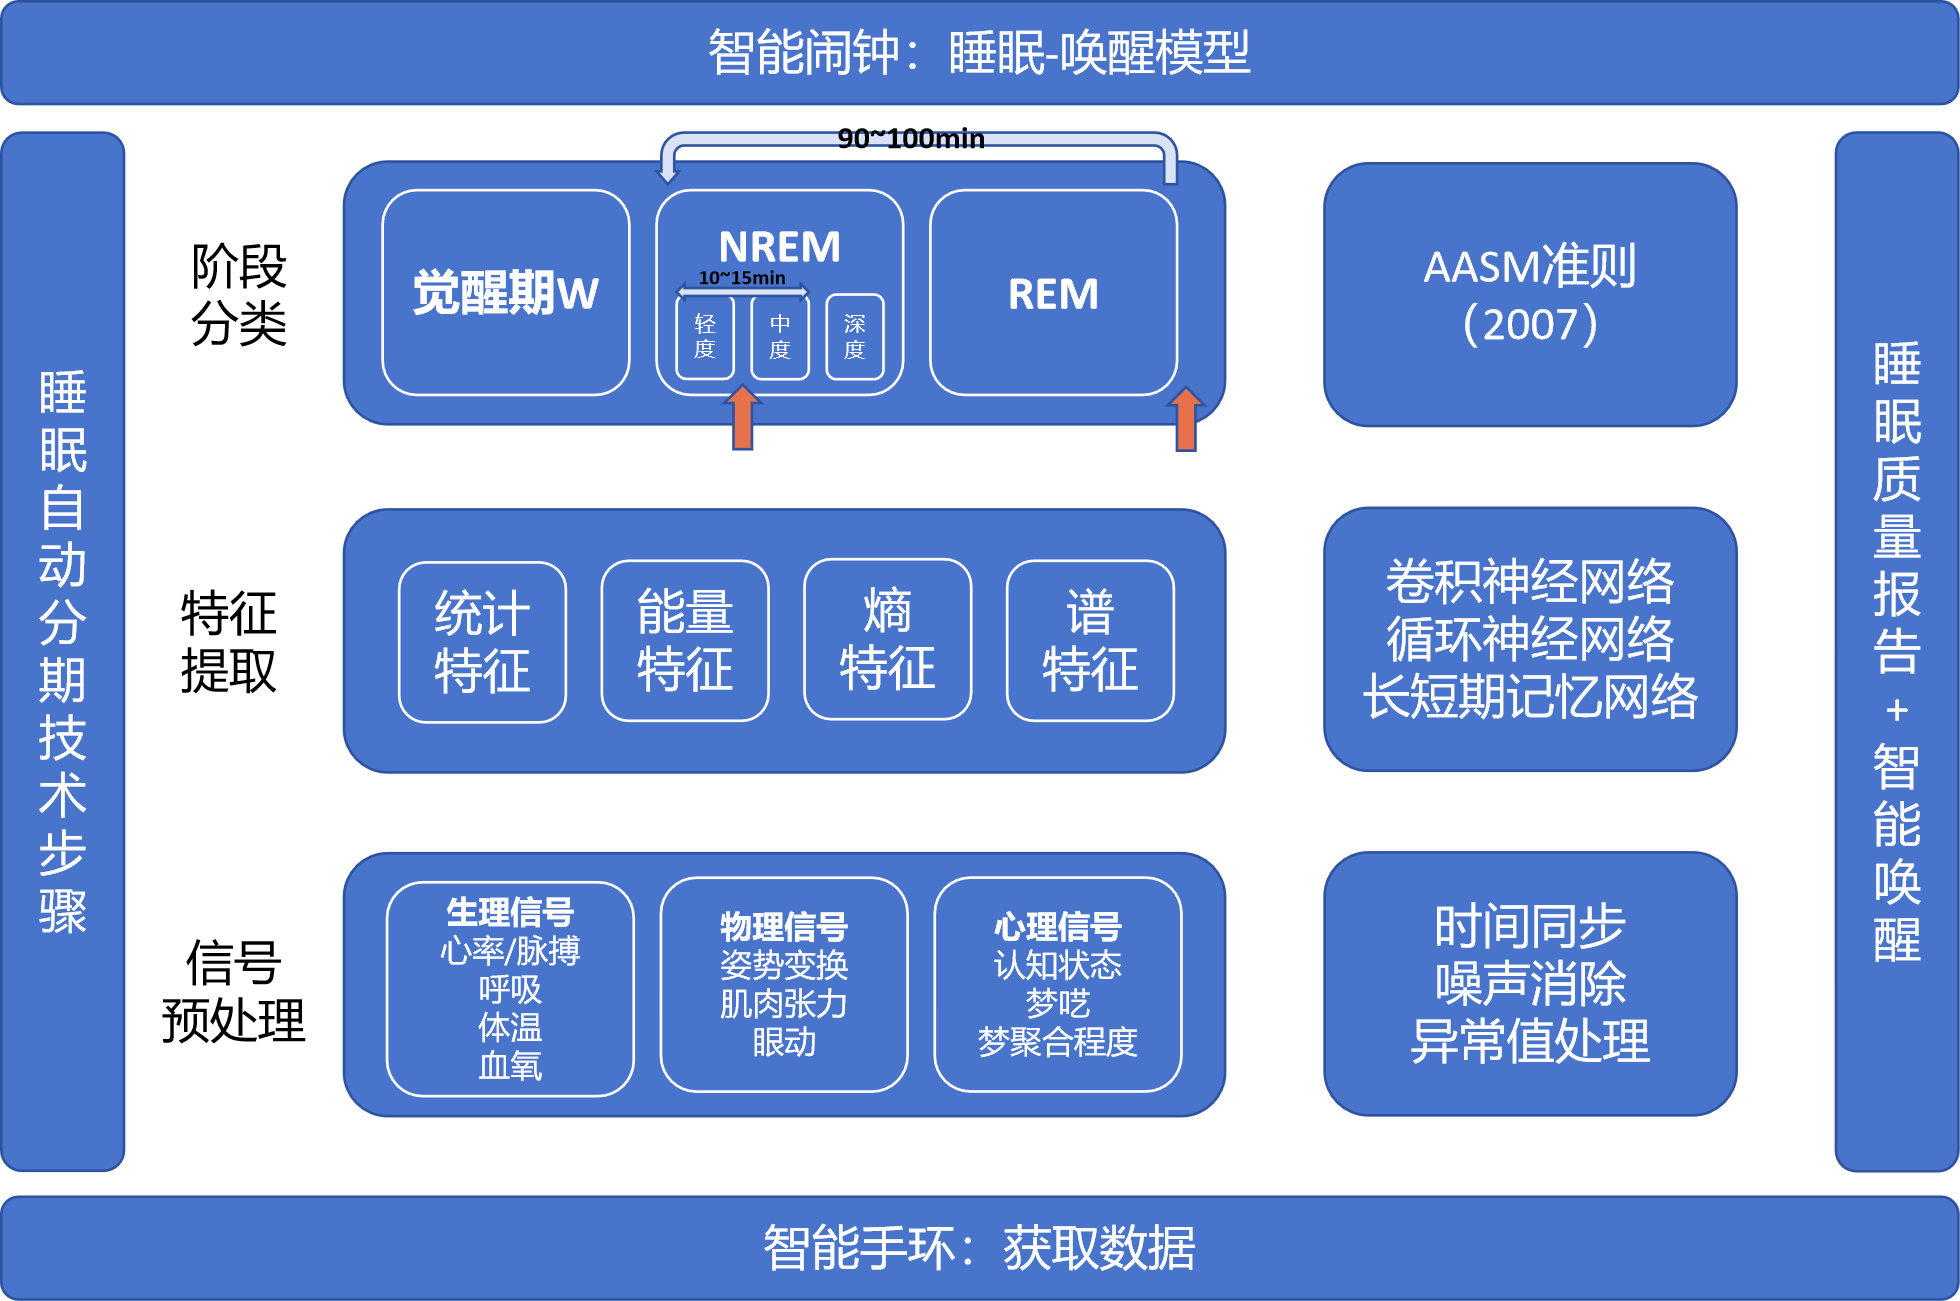 智能闹钟：睡眠-唤醒模型
睡眠自动分期技术步骤
阶段
分类
90~100min
觉醒期W
NREM
10~15min
轻度
中度
深度
REM
AASM准则
（2007）
特征
提取
统计
特征
能量
特征
熵
特征
谱
特征
卷积神经网络
循环神经网络
长短期记忆网络
信号
预处理
生理信号
心率/脉搏
呼吸
体温
血氧
物理信号
姿势变换
肌肉张力
眼动
心理信号
认知状态
梦呓
梦聚合程度
时间同步
噪声消除
异常值处理
睡眠质量报告+智能唤醒
智能手环：获取数据